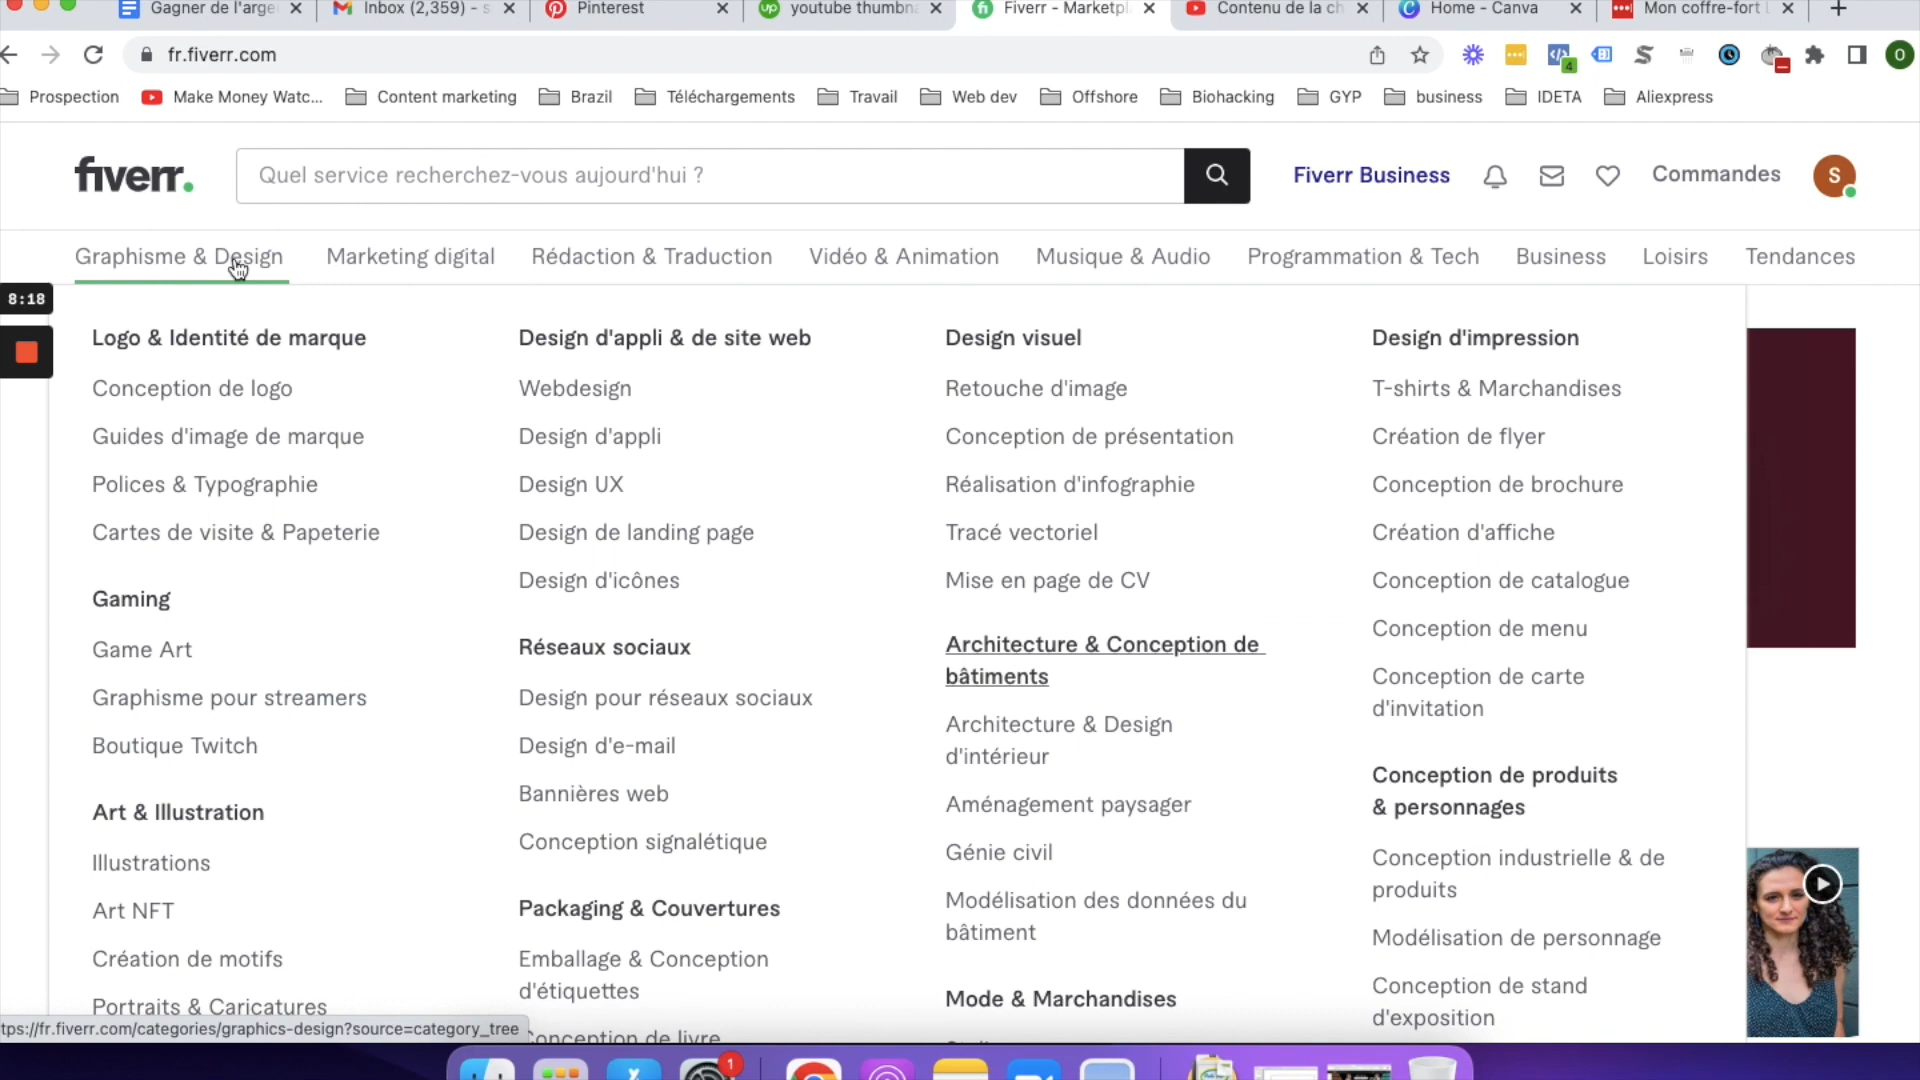 Gagner de l'arge
Inbox (2,359) - s
Pinterest
youtube thumbn
Fiverr - Marketpl
Contenu de la ch
Home - Canva
Mon coffre-fort
fr.fiverr.com
4
O
Prospection
Make Money Watc...
Content marketing
Brazil
Téléchargements
Travail
Web dev
Offshore
Biohacking
GYP
business
IDETA
Aliexpress
fiverr.
Quel service recherchez-vous aujourd'hui ?
Fiverr Business
Commandes
S
Graphisme & Design
Marketing digital
Rédaction & Traduction
Vidéo & Animation
Musique & Audio
Programmation & Tech
Business
Loisirs
Tendances
8:18
Logo & Identité de marque
Conception de logo
Guides d'image de marque
Polices & Typographie
Cartes de visite & Papeterie
Gaming
Game Art
Graphisme pour streamers
Boutique Twitch
Art & Illustration
Illustrations
Art NFT
Création de motifs
Portraits & Caricatures
Design d'appli & de site web
Webdesign
Design d'appli
Design UX
Design de landing page
Design d'icônes
Réseaux sociaux
Design pour réseaux sociaux
Design d'e-mail
Bannières web
Conception signalétique
Packaging & Couvertures
Emballage & Conception
d'étiquettes
Conception de livre
Design visuel
Retouche d'image
Conception de présentation
Réalisation d'infographie
Tracé vectoriel
Mise en page de CV
Architecture & Conception de
bâtiments
Architecture & Design
d'intérieur
Aménagement paysager
Génie civil
Modélisation des données du
bâtiment
Mode & Marchandises
Design d'impression
T-shirts & Marchandises
Création de flyer
Conception de brochure
Création d'affiche
Conception de catalogue
Conception de menu
Conception de carte
d'invitation
Conception de produits
& personnages
Conception industrielle & de
produits
Modélisation de personnage
Conception de stand
d'exposition
tps://fr.fiverr.com/categories/graphics-design?source=category_tree
1